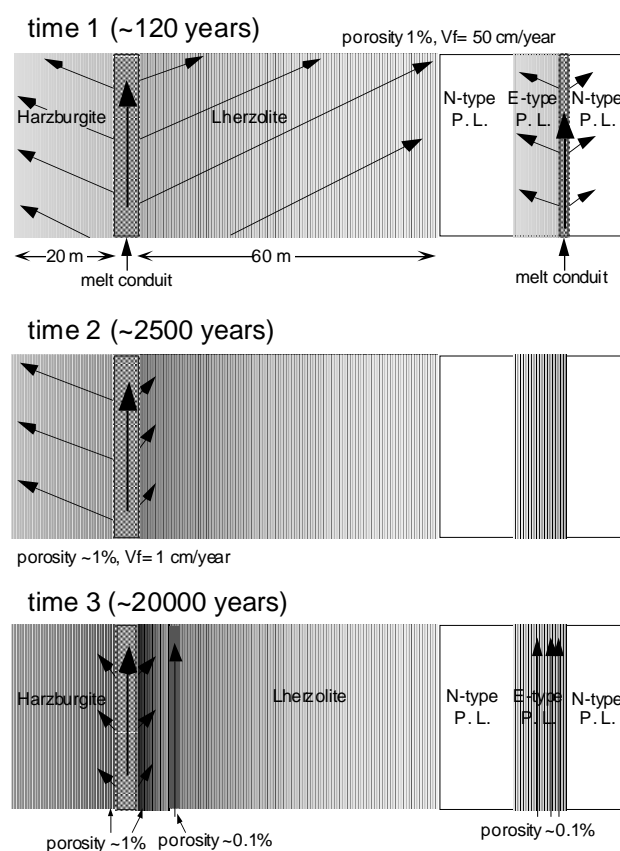 time 1 (~120 years)
porosity 1%, Vf= 50 cm/year
Harzburgite
Lherzolite
N-type
P. L.
E-type
P. L.
N-type
P. L.
20 m
60 m
melt conduit
melt conduit
time 2 (~2500 years)
porosity ~1%, Vf= 1 cm/year
time 3 (~20000 years)
Harzburgite
Lherzolite
N-type
P. L.
E-type
P. L.
N-type
P. L.
porosity ~1%
porosity ~0.1%
porosity ~0.1%